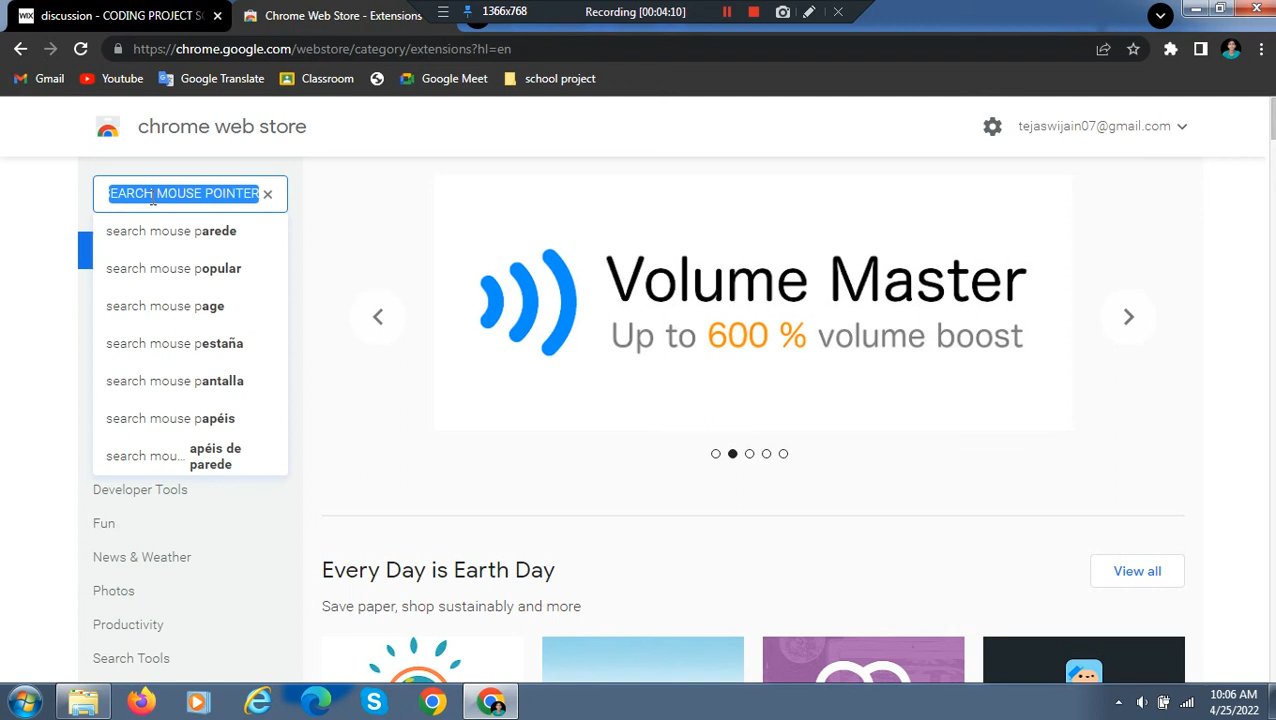 WIX discussion - CODING PROJECT SC
Chrome Web Store - Extensions
1366x768
Recording [00:04:10]
https://chrome.google.com/webstore/category/extensions?hl=en
Gmail
Youtube
Google Translate
Classroom
Google Meet
school project
chrome web store
tejaswijain07@gmail.com
SEARCH MOUSE POINTER
search mouse parede
search mouse popular
search mouse page
search mouse pestaña
search mouse pantalla
search mouse papéis
search mou... apéis de
parede
Developer Tools
Fun
News & Weather
Photos
Productivity
Search Tools
Volume Master
Up to 600 % volume boost
Every Day is Earth Day
View all
Save paper, shop sustainably and more
10:06 AM
4/25/2022